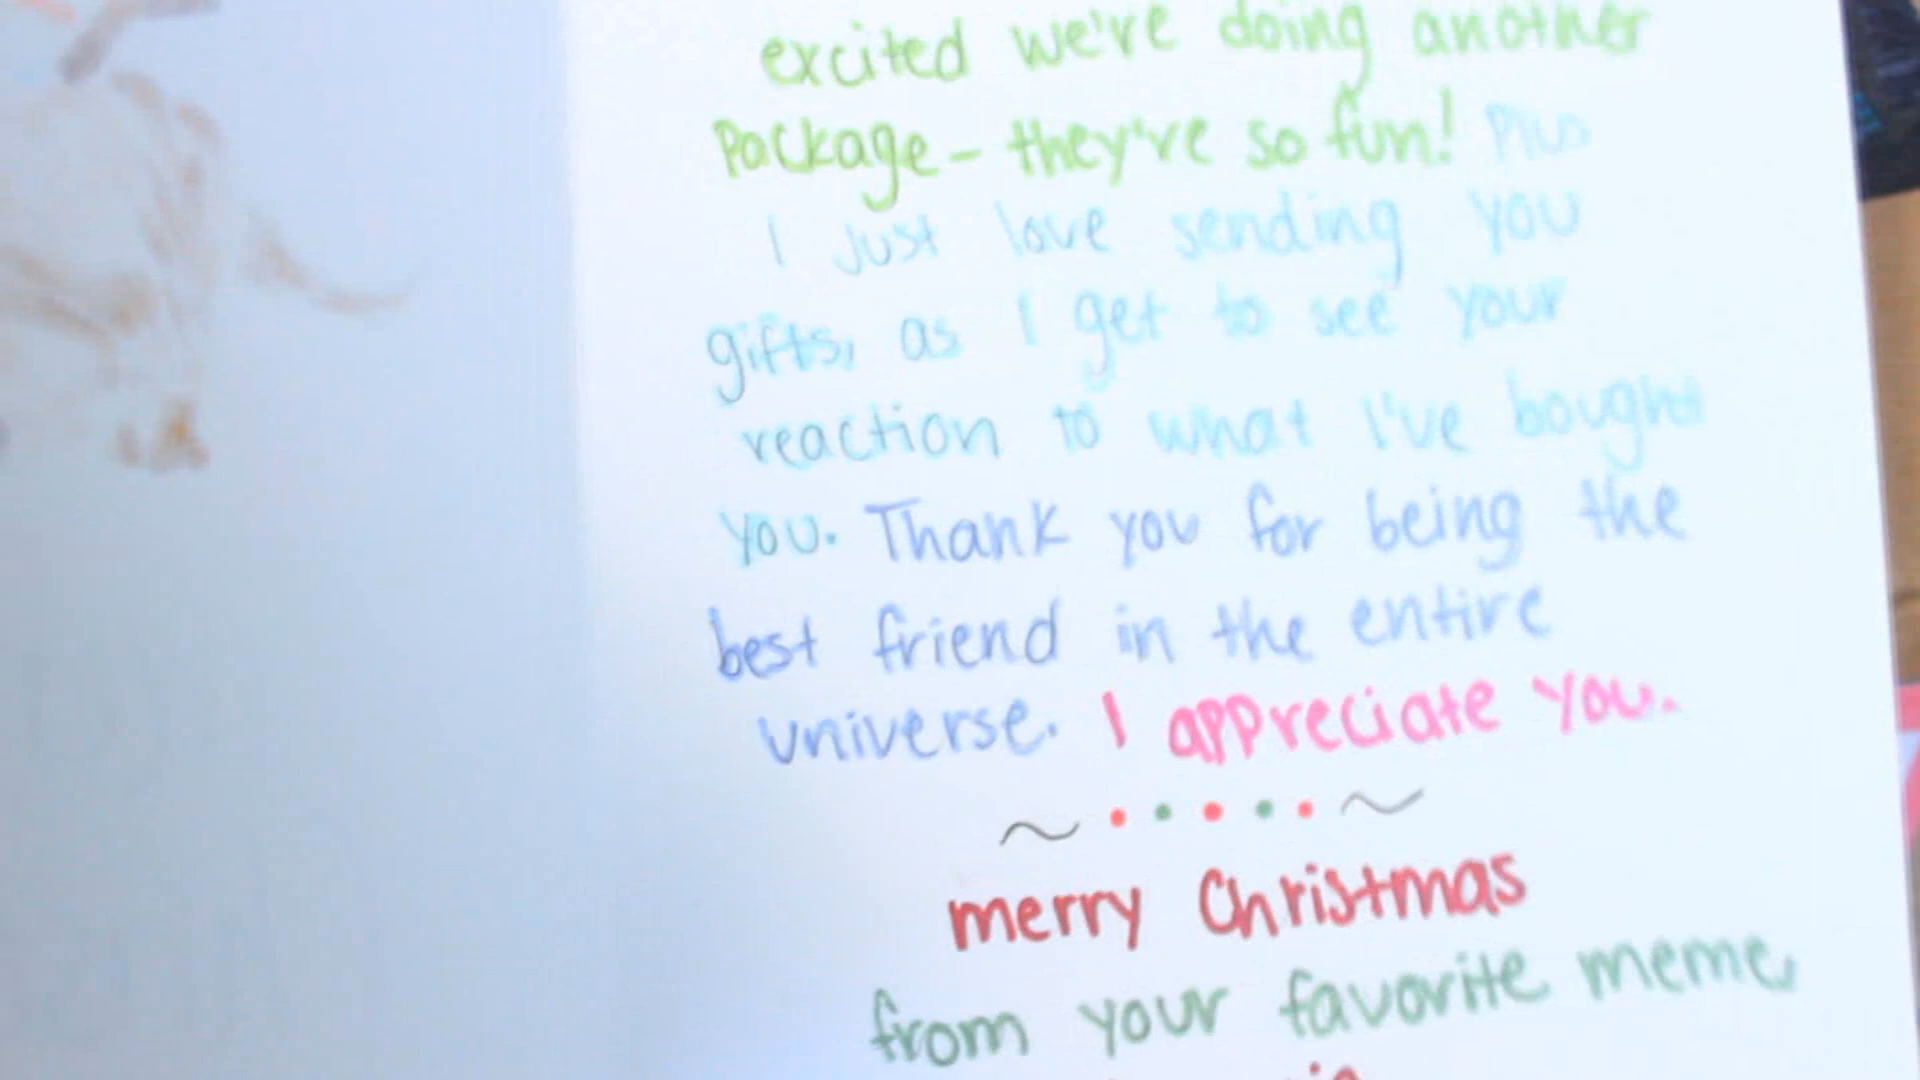 excited we're doing another
Package - they're so fun! Plus
I just love sending you
gifts, as I get to see your
reaction to what I've bought
you. Thank you for being the
best friend in the entire
universe. I appreciate you.
~ • • • • • ~
merry Christmas
from your favorite meme,